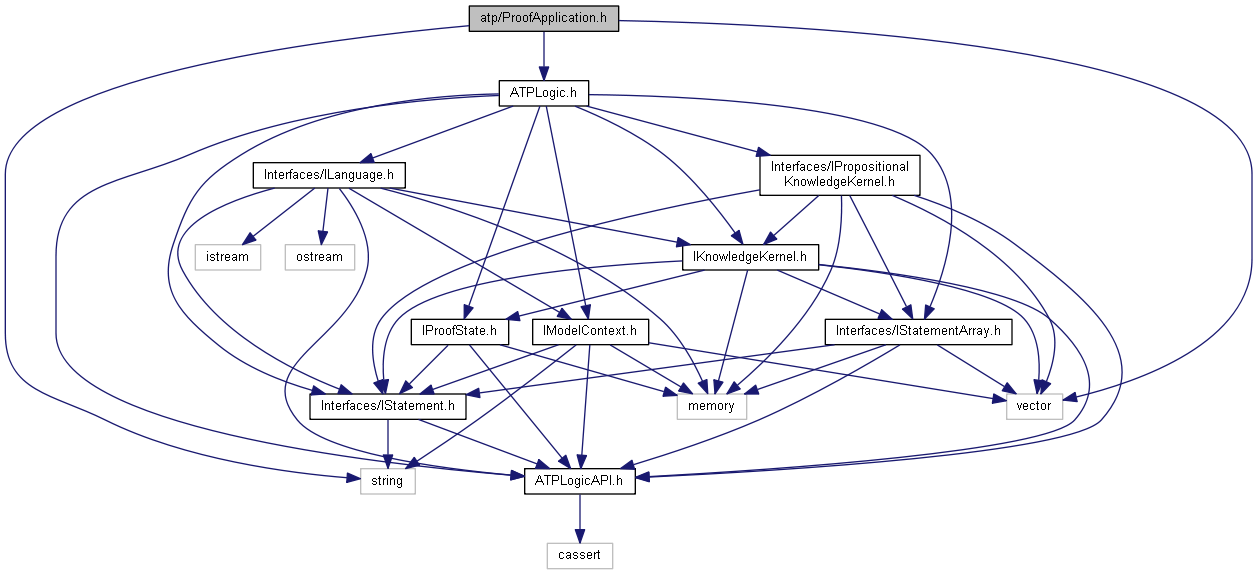 atp/ProofApplication.h
ATPLogic.h
Interfaces/ILanguage.h
Interfaces/IPropositional
KnowledgeKernel.h
istream
ostream
IKnowledgeKernel.h
IProofState.h
IModelContext.h
Interfaces/IStatementArray.h
Interfaces/IStatement.h
memory
vector
string
ATPLogicAPI.h
cassert